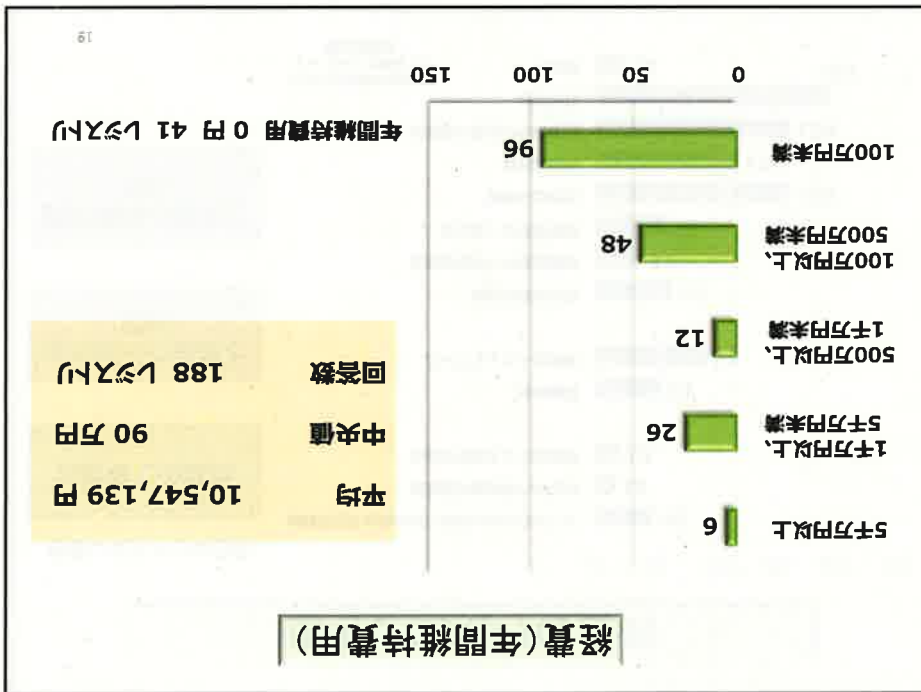 経費(年間維持費用)
5千万円以上
6
1千万円以上、
5千万円未満
26
500万以上、
1千万円未満
12
100万円以上、
500万円未満
48
100万円未満
96
0 50 100 150
平均 10,547,139 円
中央値 90 万円
回答数 188 レジストリ
年間維持費用 0 円 41 レジストリ
19